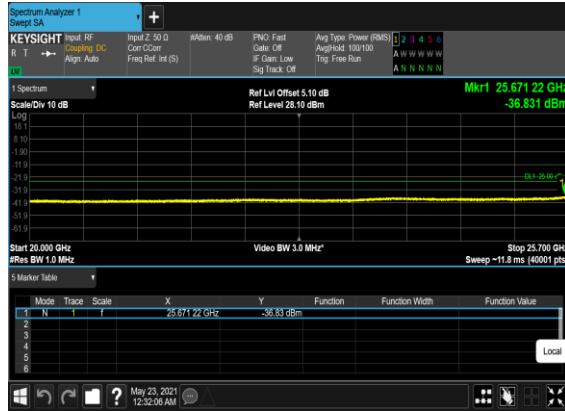 Spectrum Analyzer 1
Swept SA
+
KEYSIGHT Input: RF Input Z: 50 Ω #Atten: 40 dB PNO: Fast Avg Type: Power (RMS) 1 2 3 4 5 6
R T Coupling: DC Corr CCorr Gate: Off Avg|Hold: 100/100 A W W W W W
Align: Auto Freq Ref: Int (S) IF Gain: Low Trig: Free Run
Sig Track: Off A N N N N N
1 Spectrum Ref Lvl Offset 5.10 dB Mkr1 25.671 22 GHz
Scale/Div 10 dB Ref Level 28.10 dBm -36.831 dBm
Log
18.1
8.10
-1.90
-11.9
-21.9 DL1 -25.00
-31.9
-41.9
-51.9
-61.9
Start 20.000 GHz Video BW 3.0 MHz* Stop 25.700 GHz
#Res BW 1.0 MHz Sweep ~11.8 ms (40001 pts)
5 Marker Table
Mode Trace Scale X Y Function Function Width Function Value
1 N 1 f 25.671 22 GHz -36.83 dBm
2
3
4
5
6
Local
?
May 23, 2021
12:32:06 AM